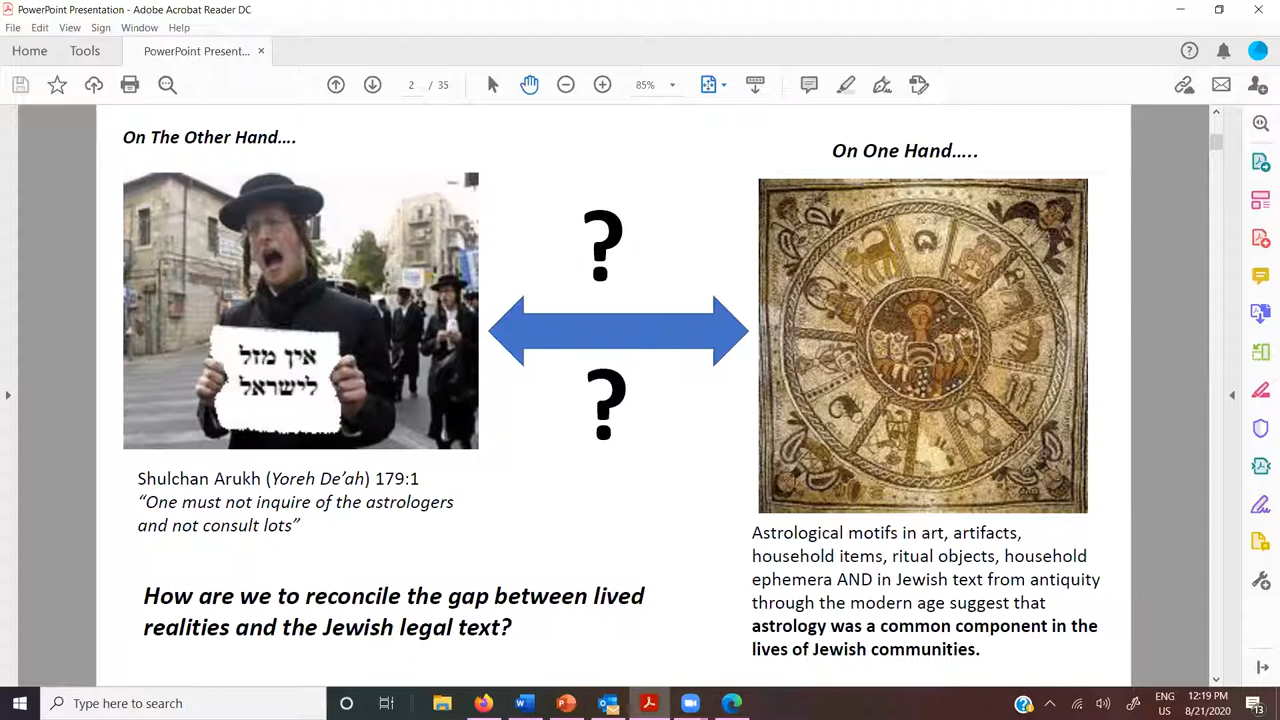 PowerPoint Presentation - Adobe Acrobat Reader DC
File Edit View Sign Window Help
Home Tools PowerPoint Present... ×
2 / 35 85%
On The Other Hand....
On One Hand.....
?
?
אין מזל
לישראל
Shulchan Arukh (Yoreh De’ah) 179:1
“One must not inquire of the astrologers
and not consult lots”
How are we to reconcile the gap between lived
realities and the Jewish legal text?
Astrological motifs in art, artifacts,
household items, ritual objects, household
ephemera AND in Jewish text from antiquity
through the modern age suggest that
astrology was a common component in the
lives of Jewish communities.
Type here to search
ENG
US
12:19 PM
8/21/2020
13